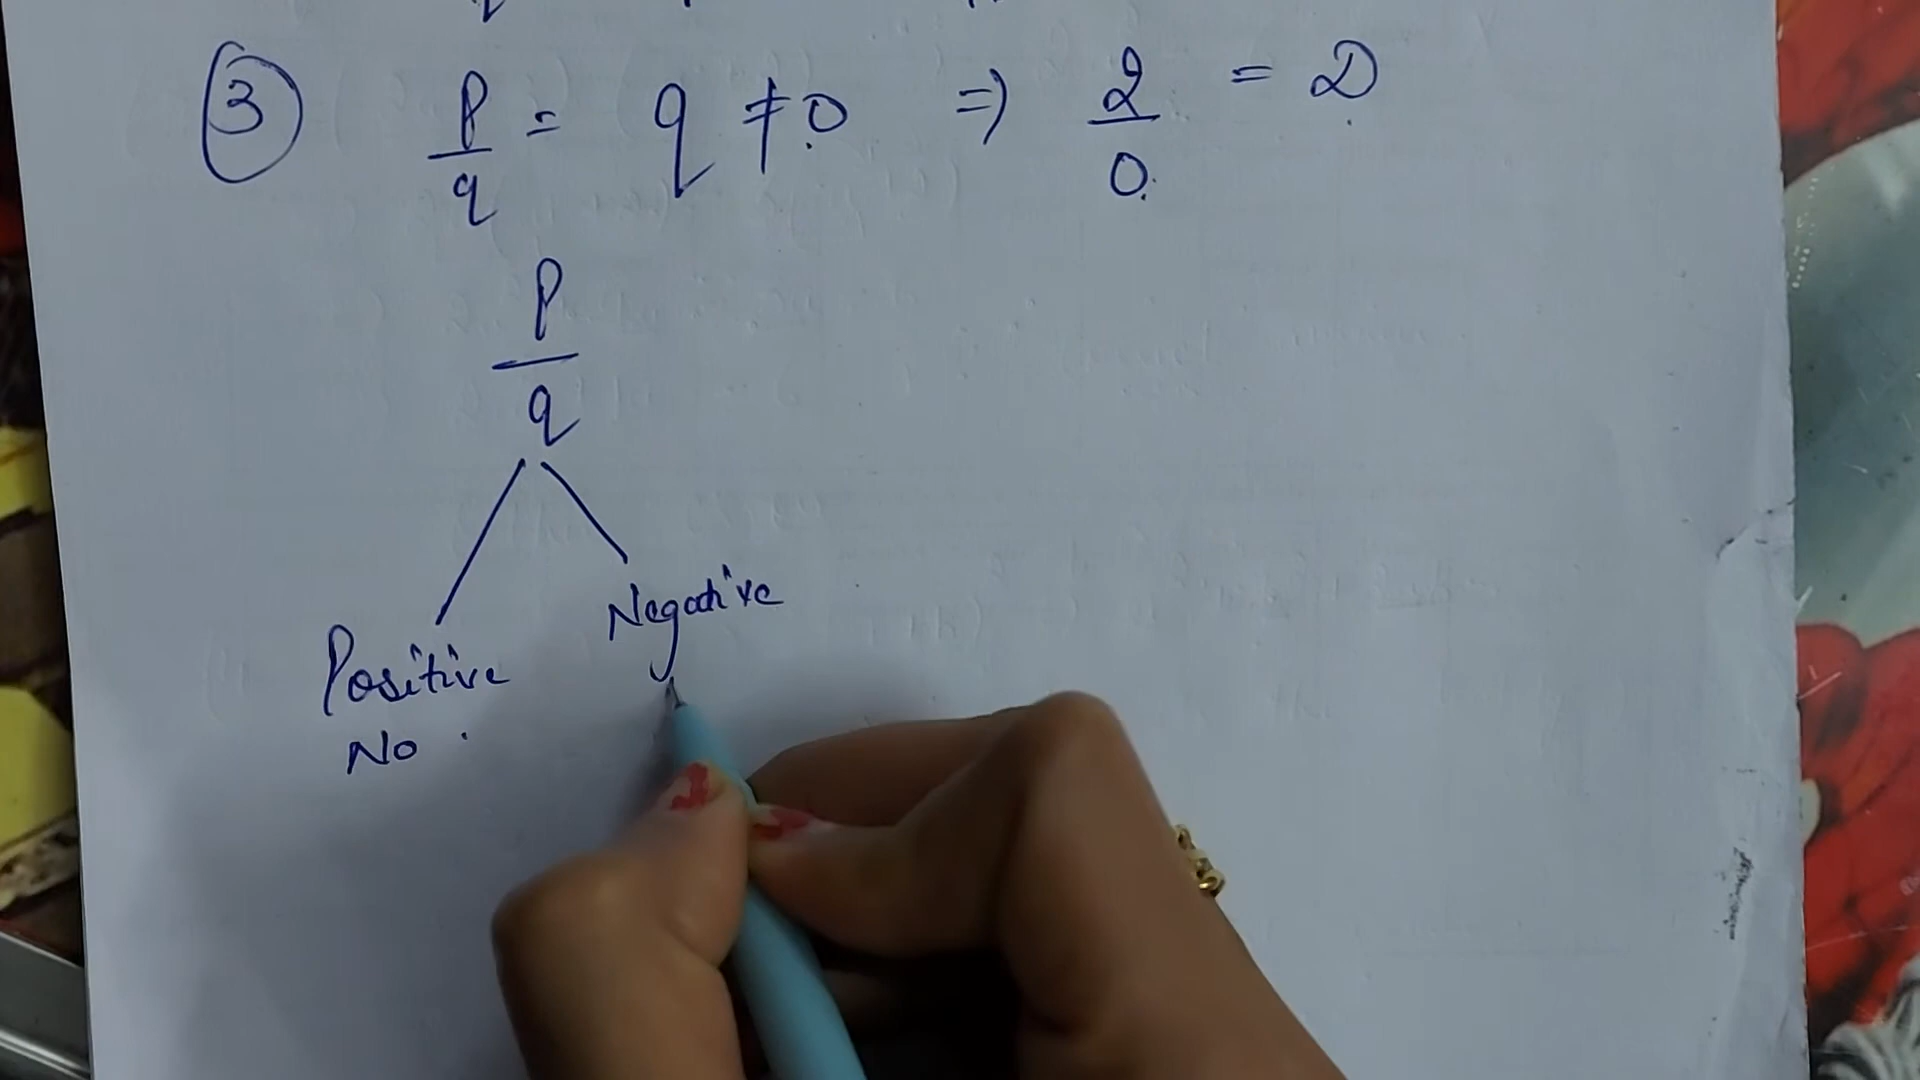 ③ p/q = q ≠ 0 ⇒ 2/0 = D
p/q
Negative
Positive
No.